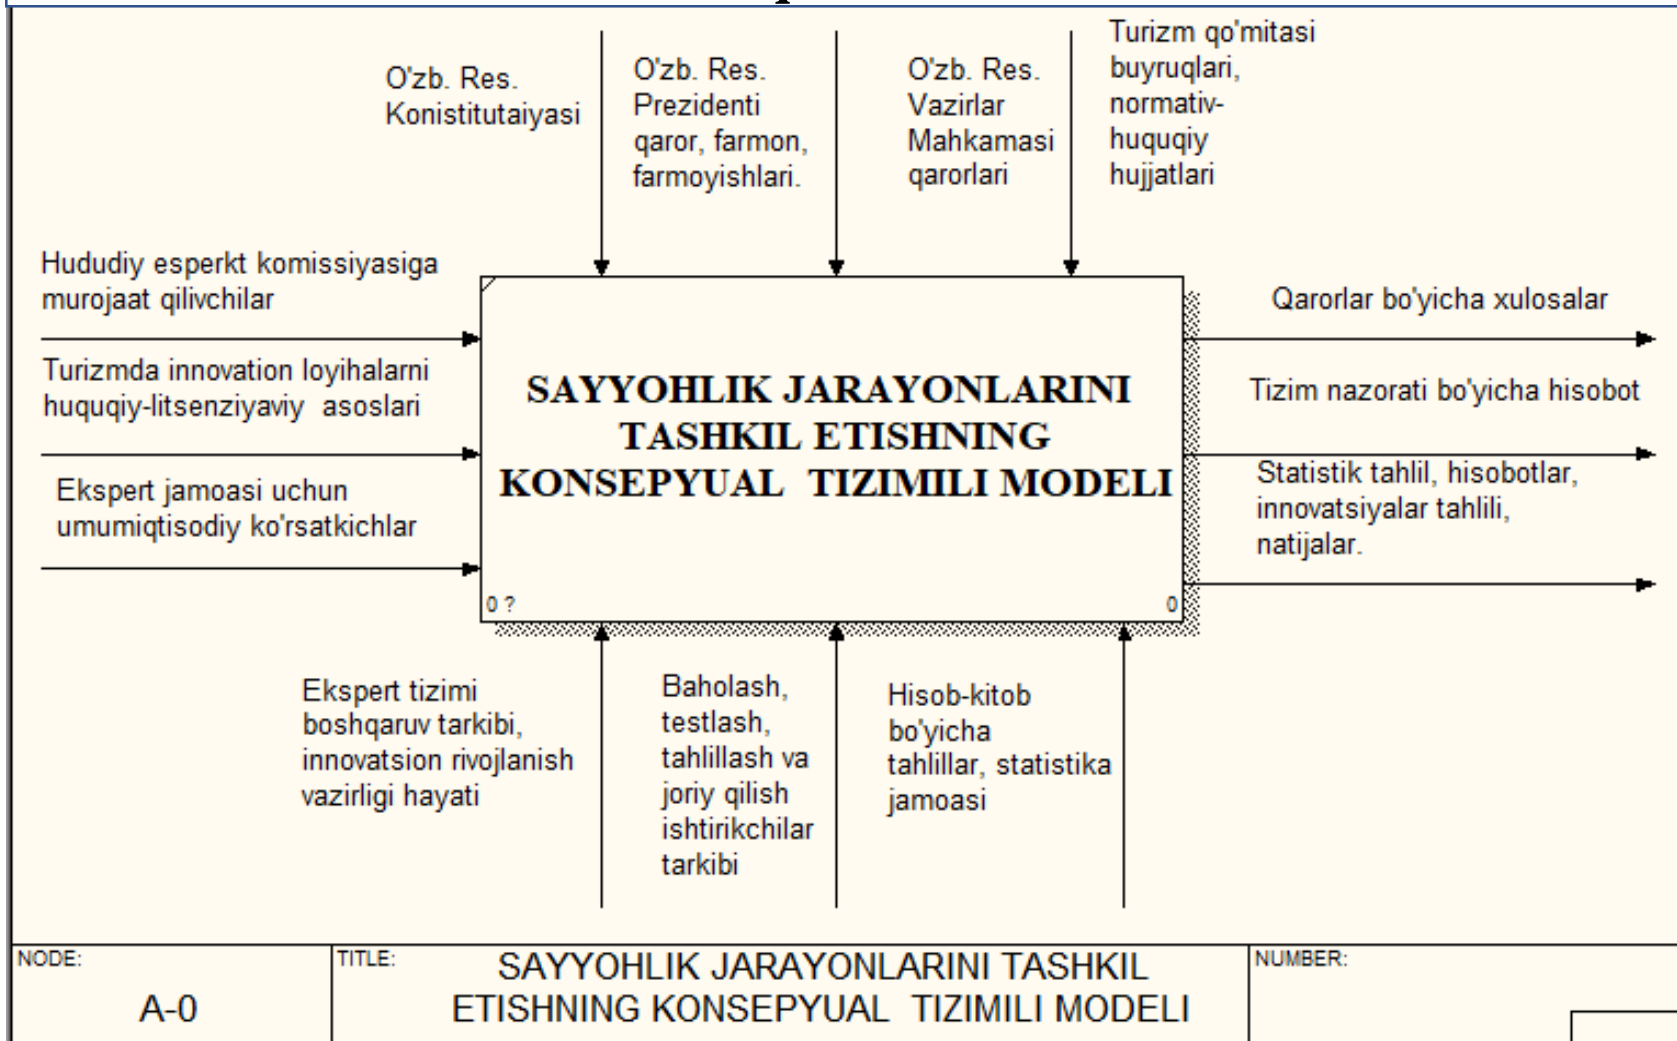 O'zb. Res.
Konistitutaiyasi
O'zb. Res.
Prezidenti
qaror, farmon,
farmoyishlari.
O'zb. Res.
Vazirlar
Mahkamasi
qarorlari
Turizm qo'mitasi
buyruqlari,
normativ-
huquqiy
hujjatlari
Hududiy esperkt komissiyasiga
murojaat qilivchilar
Turizmda innovation loyihalarni
huquqiy-litsenziyaviy asoslari
Ekspert jamoasi uchun
umumiqtisodiy ko'rsatkichlar
SAYYOHLIK JARAYONLARINI
TASHKIL ETISHNING
KONSEPYUAL TIZIMILI MODELI
0 ?
0
Qarorlar bo'yicha xulosalar
Tizim nazorati bo'yicha hisobot
Statistik tahlil, hisobotlar,
innovatsiyalar tahlili,
natijalar.
Ekspert tizimi
boshqaruv tarkibi,
innovatsion rivojlanish
vazirligi hayati
Baholash,
testlash,
tahlillash va
joriy qilish
ishtirikchilar
tarkibi
Hisob-kitob
bo'yicha
tahlillar, statistika
jamoasi
NODE:
A-0
TITLE:
SAYYOHLIK JARAYONLARINI TASHKIL
ETISHNING KONSEPYUAL TIZIMILI MODELI
NUMBER: